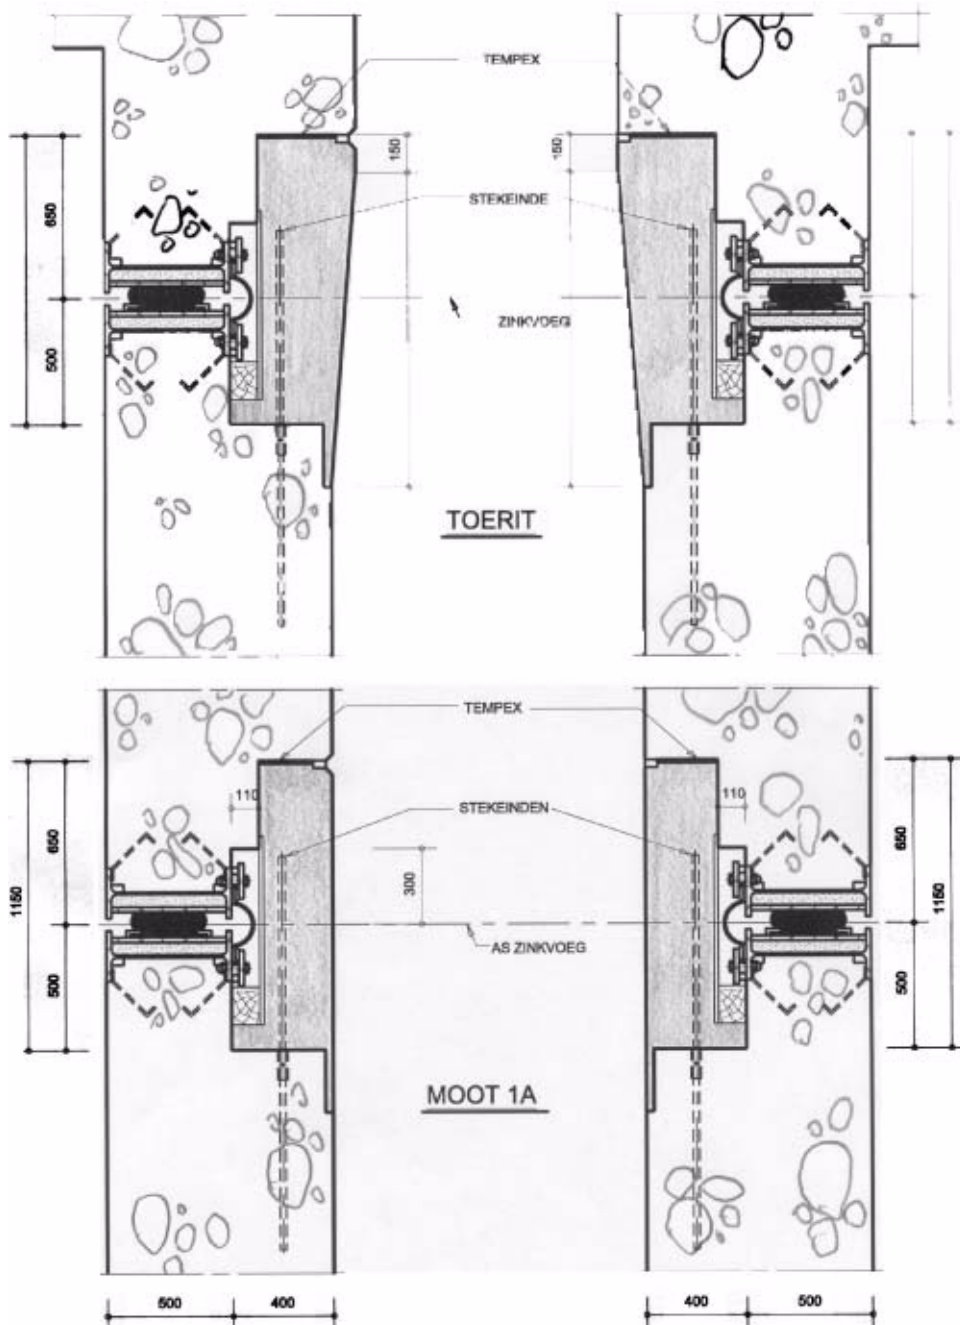 TEMPEX
150
150
650
STEKEINDE
ZINKVOEG
500
TOERIT
TEMPEX
110
110
650
STEKEINDEN
650
1150
300
1150
AS ZINKVOEG
500
500
MOOT 1A
500
400
400
500